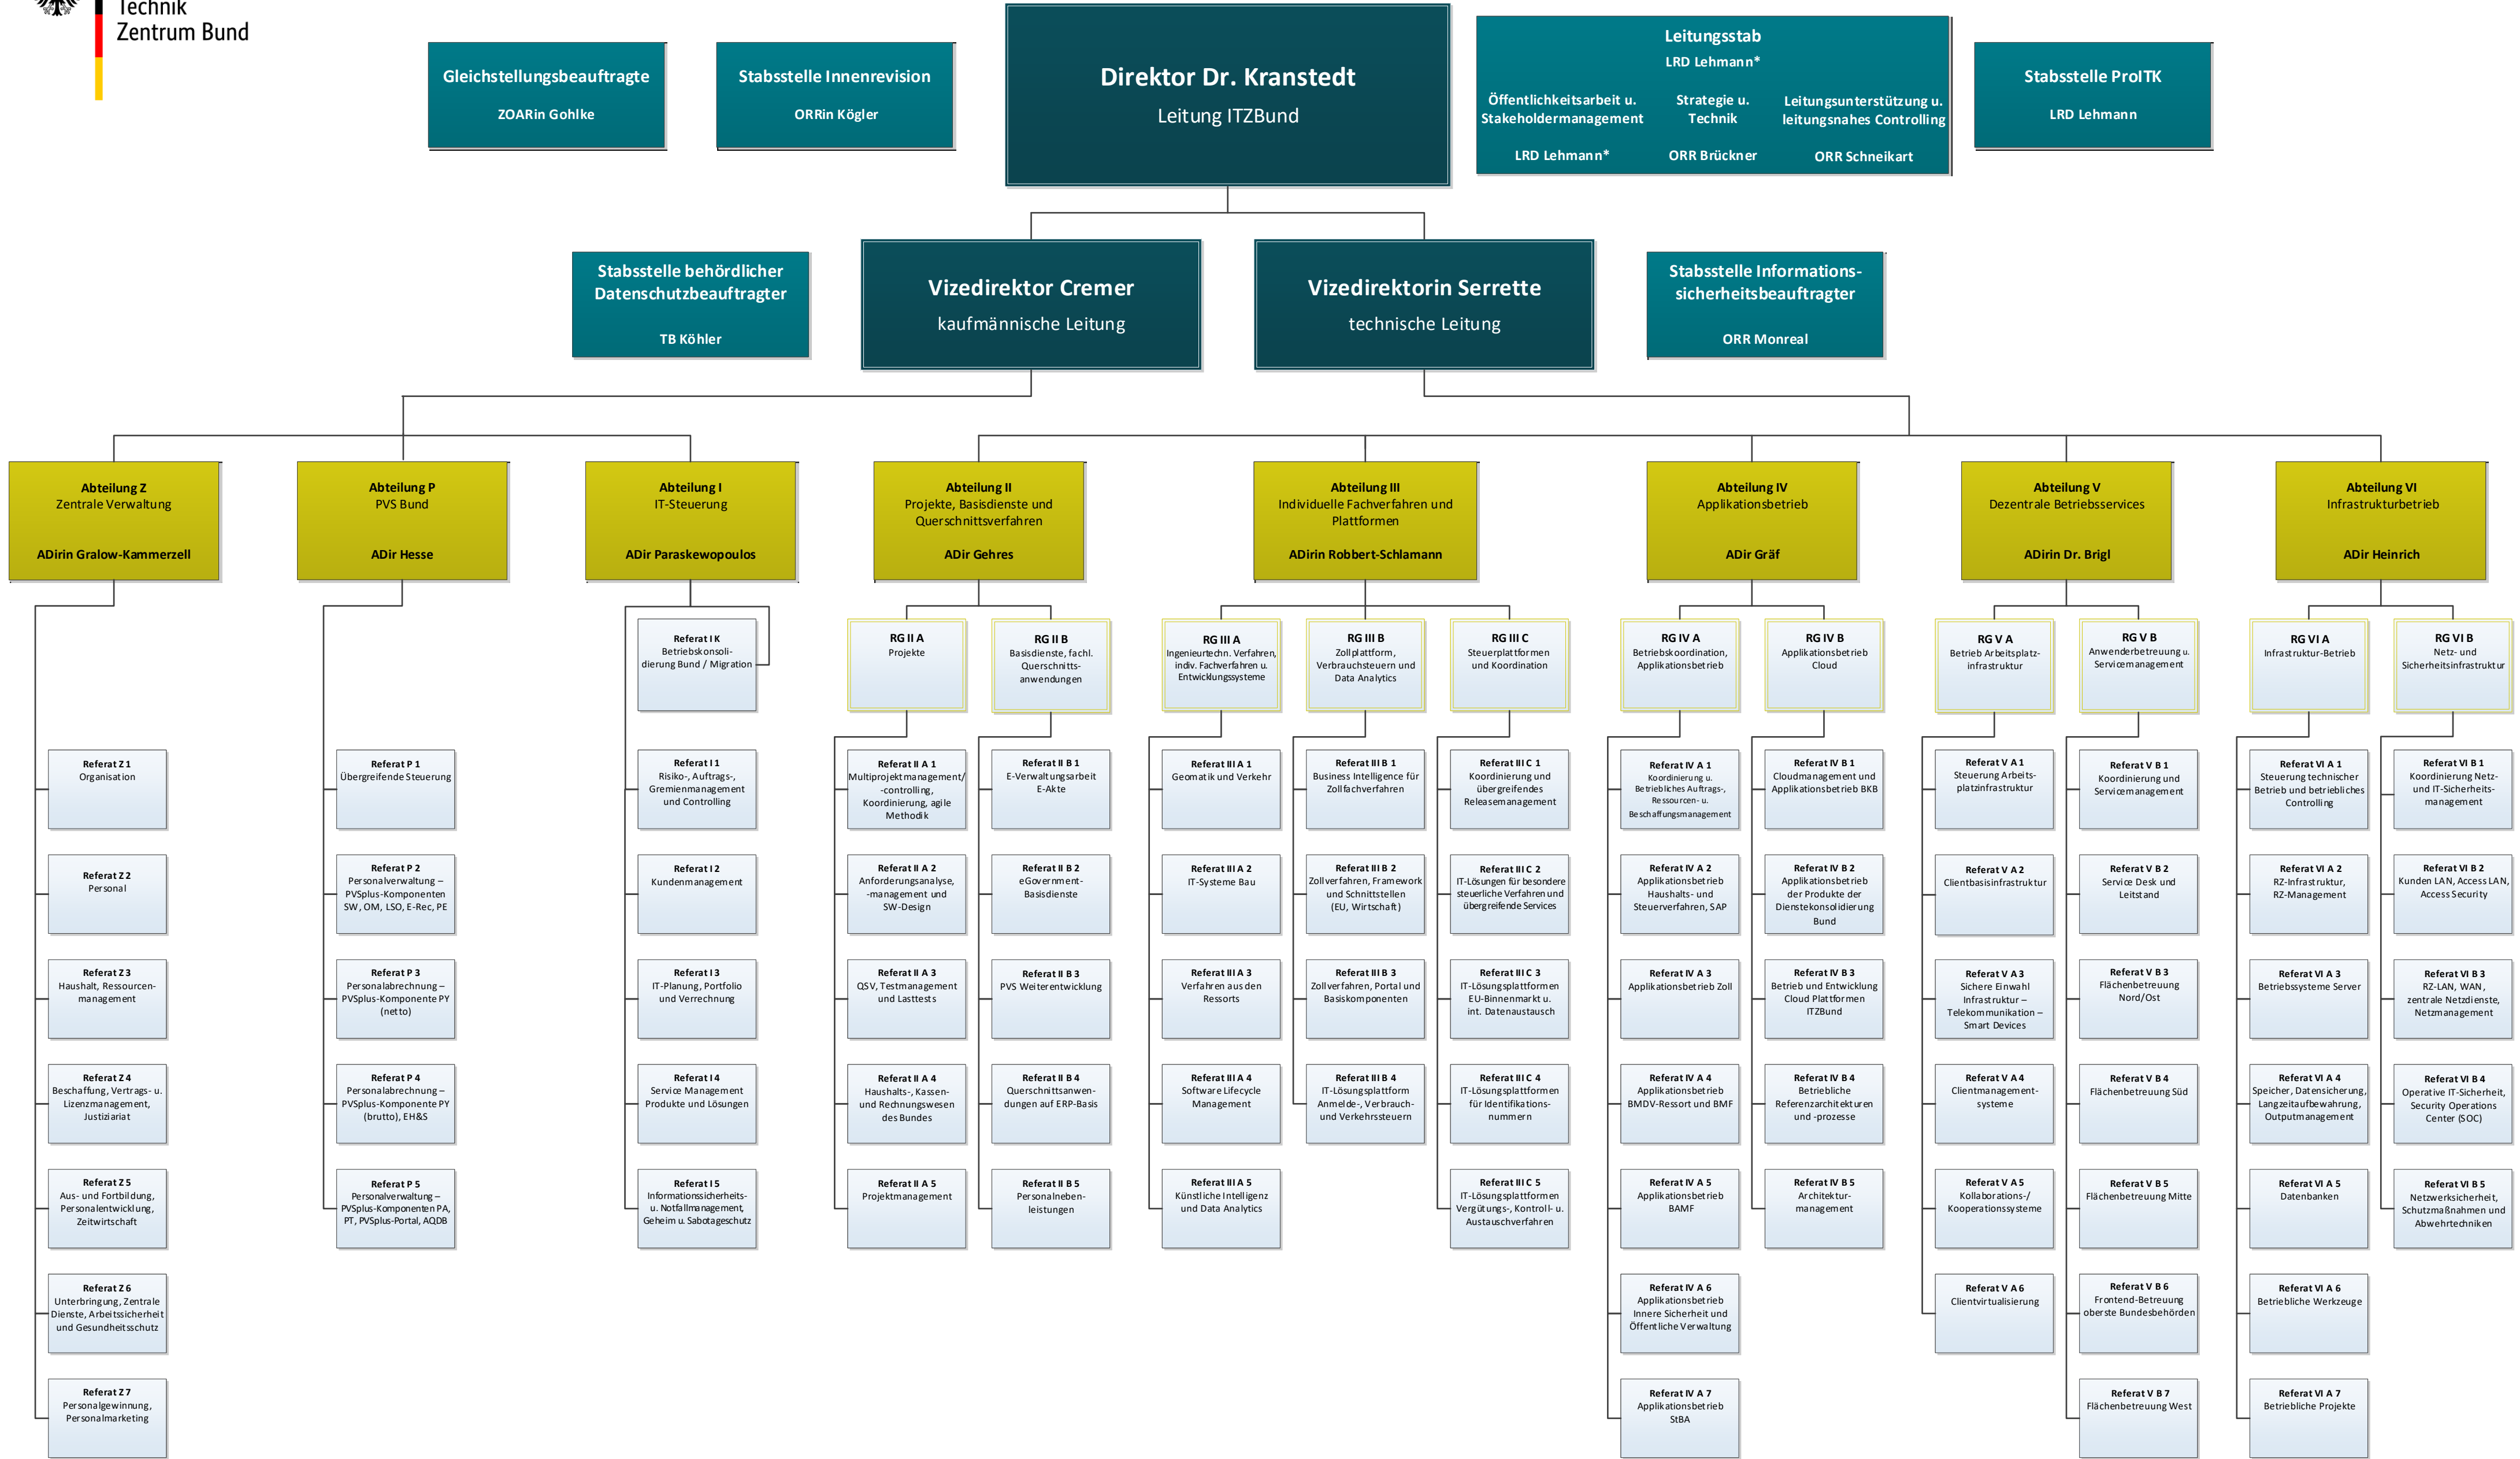 Technik
Zentrum Bund
Gleichstellungsbeauftragte
ZOARin Gohlke
Stabsstelle Innenrevision
ORRin Kögler
Direktor Dr. Kranstedt
Leitung ITZBund
Leitungsstab
LRD Lehmann*
Öffentlichkeitsarbeit u.
Stakeholdermanagement
LRD Lehmann*
Strategie u.
Technik
ORR Brückner
Leitungsunterstützung u.
leitungsnahes Controlling
ORR Schneikart
Stabsstelle ProITK
LRD Lehmann
Stabsstelle behördlicher
Datenschutzbeauftragter
TB Köhler
Vizedirektor Cremer
kaufmännische Leitung
Vizedirektorin Serrette
technische Leitung
Stabsstelle Informations-
sicherheitsbeauftragter
ORR Monreal
Abteilung Z
Zentrale Verwaltung
ADirin Gralow-Kammerzell
Abteilung P
PVS Bund
ADir Hesse
Abteilung I
IT-Steuerung
ADir Paraskewopoulos
Abteilung II
Projekte, Basisdienste und
Querschnittsverfahren
ADir Gehres
Abteilung III
Individuelle Fachverfahren und
Plattformen
ADirin Robbert-Schlamann
Abteilung IV
Applikationsbetrieb
ADir Gräf
Abteilung V
Dezentrale Betriebsservices
ADirin Dr. Brigl
Abteilung VI
Infrastrukturbetrieb
ADir Heinrich
Referat I K
Betriebskonsoli-
dierung Bund / Migration
RG II A
Projekte
RG II B
Basisdienste, fachl.
Querschnitts-
anwendungen
RG III A
Ingenieurtechn. Verfahren,
indiv. Fachverfahren u.
Entwicklungssysteme
RG III B
Zollplattform,
Verbrauchsteuern und
Data Analytics
RG III C
Steuerplattformen
und Koordination
RG IV A
Betriebskoordination,
Applikationsbetrieb
RG IV B
Applikationsbetrieb
Cloud
RG V A
Betrieb Arbeitsplatz-
infrastruktur
RG V B
Anwenderbetreuung u.
Servicemanagement
RG VI A
Infrastruktur-Betrieb
RG VI B
Netz- und
Sicherheitsinfrastruktur
Referat Z 1
Organisation
Referat P 1
Übergreifende Steuerung
Referat I 1
Risiko-, Auftrags-,
Gremienmanagement
und Controlling
Referat II A 1
Multiprojektmanagement/
-controlling,
Koordinierung, agile
Methodik
Referat II B 1
E-Verwaltungsarbeit
E-Akte
Referat III A 1
Geomatik und Verkehr
Referat III B 1
Business Intelligence für
Zollfachverfahren
Referat III C 1
Koordinierung und
übergreifendes
Releasemanagement
Referat IV A 1
Koordinierung u.
Betriebliches Auftrags-,
Ressourcen- u.
Beschaffungsmanagement
Referat IV B 1
Cloudmanagement und
Applikationsbetrieb BKB
Referat V A 1
Steuerung Arbeits-
platzinfrastruktur
Referat V B 1
Koordinierung und
Servicemanagement
Referat VI A 1
Steuerung technischer
Betrieb und betriebliches
Controlling
Referat VI B 1
Koordinierung Netz-
und IT-Sicherheits-
management
Referat Z 2
Personal
Referat P 2
Personalverwaltung –
PVSplus-Komponenten
SW, OM, LSO, E-Rec, PE
Referat I 2
Kundenmanagement
Referat II A 2
Anforderungsanalyse,
-management und
SW-Design
Referat II B 2
eGovernment-
Basisdienste
Referat III A 2
IT-Systeme Bau
Referat III B 2
Zollverfahren, Framework
und Schnittstellen
(EU, Wirtschaft)
Referat III C 2
IT-Lösungen für besondere
steuerliche Verfahren und
übergreifende Services
Referat IV A 2
Applikationsbetrieb
Haushalts- und
Steuerverfahren, SAP
Referat IV B 2
Applikationsbetrieb
der Produkte der
Dienstekonsolidierung
Bund
Referat V A 2
Clientbasisinfrastruktur
Referat V B 2
Service Desk und
Leitstand
Referat VI A 2
RZ-Infrastruktur,
RZ-Management
Referat VI B 2
Kunden LAN, Access LAN,
Access Security
Referat Z 3
Haushalt, Ressourcen-
management
Referat P 3
Personalabrechnung –
PVSplus-Komponente PY
(netto)
Referat I 3
IT-Planung, Portfolio
und Verrechnung
Referat II A 3
QSV, Testmanagement
und Lasttests
Referat II B 3
PVS Weiterentwicklung
Referat III A 3
Verfahren aus den
Ressorts
Referat III B 3
Zollverfahren, Portal und
Basiskomponenten
Referat III C 3
IT-Lösungsplattformen
EU-Binnenmarkt u.
int. Datenaustausch
Referat IV A 3
Applikationsbetrieb Zoll
Referat IV B 3
Betrieb und Entwicklung
Cloud Plattformen
ITZBund
Referat V A 3
Sichere Einwahl
Infrastruktur –
Telekommunikation –
Smart Devices
Referat V B 3
Flächenbetreuung
Nord/Ost
Referat VI A 3
Betriebssysteme Server
Referat VI B 3
RZ-LAN, WAN,
zentrale Netzdienste,
Netzmanagement
Referat Z 4
Beschaffung, Vertrags- u.
Lizenzmanagement,
Justiziariat
Referat P 4
Personalabrechnung –
PVSplus-Komponente PY
(brutto), EH&S
Referat I 4
Service Management
Produkte und Lösungen
Referat II A 4
Haushalts-, Kassen-
und Rechnungswesen
des Bundes
Referat II B 4
Querschnittsanwen-
dungen auf ERP-Basis
Referat III A 4
Software Lifecycle
Management
Referat III B 4
IT-Lösungsplattform
Anmelde-, Verbrauch-
und Verkehrssteuern
Referat III C 4
IT-Lösungsplattformen
für Identifikations-
nummern
Referat IV A 4
Applikationsbetrieb
BMDV-Ressort und BMF
Referat IV B 4
Betriebliche
Referenzarchitekturen
und -prozesse
Referat V A 4
Clientmanagement-
systeme
Referat V B 4
Flächenbetreuung Süd
Referat VI A 4
Speicher, Datensicherung,
Langzeitaufbewahrung,
Outputmanagement
Referat VI B 4
Operative IT-Sicherheit,
Security Operations
Center (SOC)
Referat Z 5
Aus- und Fortbildung,
Personalentwicklung,
Zeitwirtschaft
Referat P 5
Personalverwaltung –
PVSplus-Komponenten PA,
PT, PVSplus-Portal, AQDB
Referat I 5
Informationssicherheits-
u. Notfallmanagement,
Geheim u. Sabotageschutz
Referat II A 5
Projektmanagement
Referat II B 5
Personalneben-
leistungen
Referat III A 5
Künstliche Intelligenz
und Data Analytics
Referat III C 5
IT-Lösungsplattformen
Vergütungs-, Kontroll- u.
Austauschverfahren
Referat IV A 5
Applikationsbetrieb
BAMF
Referat IV B 5
Architektur-
management
Referat V A 5
Kollaborations-/
Kooperationssysteme
Referat V B 5
Flächenbetreuung Mitte
Referat VI A 5
Datenbanken
Referat VI B 5
Netzwerksicherheit,
Schutzmaßnahmen und
Abwehrtechniken
Referat Z 6
Unterbringung, Zentrale
Dienste, Arbeitssicherheit
und Gesundheitsschutz
Referat IV A 6
Applikationsbetrieb
Innere Sicherheit und
Öffentliche Verwaltung
Referat V A 6
Clientvirtualisierung
Referat V B 6
Frontend-Betreuung
oberste Bundesbehörden
Referat VI A 6
Betriebliche Werkzeuge
Referat Z 7
Personalgewinnung,
Personalmarketing
Referat IV A 7
Applikationsbetrieb
StBA
Referat V B 7
Flächenbetreuung West
Referat VI A 7
Betriebliche Projekte